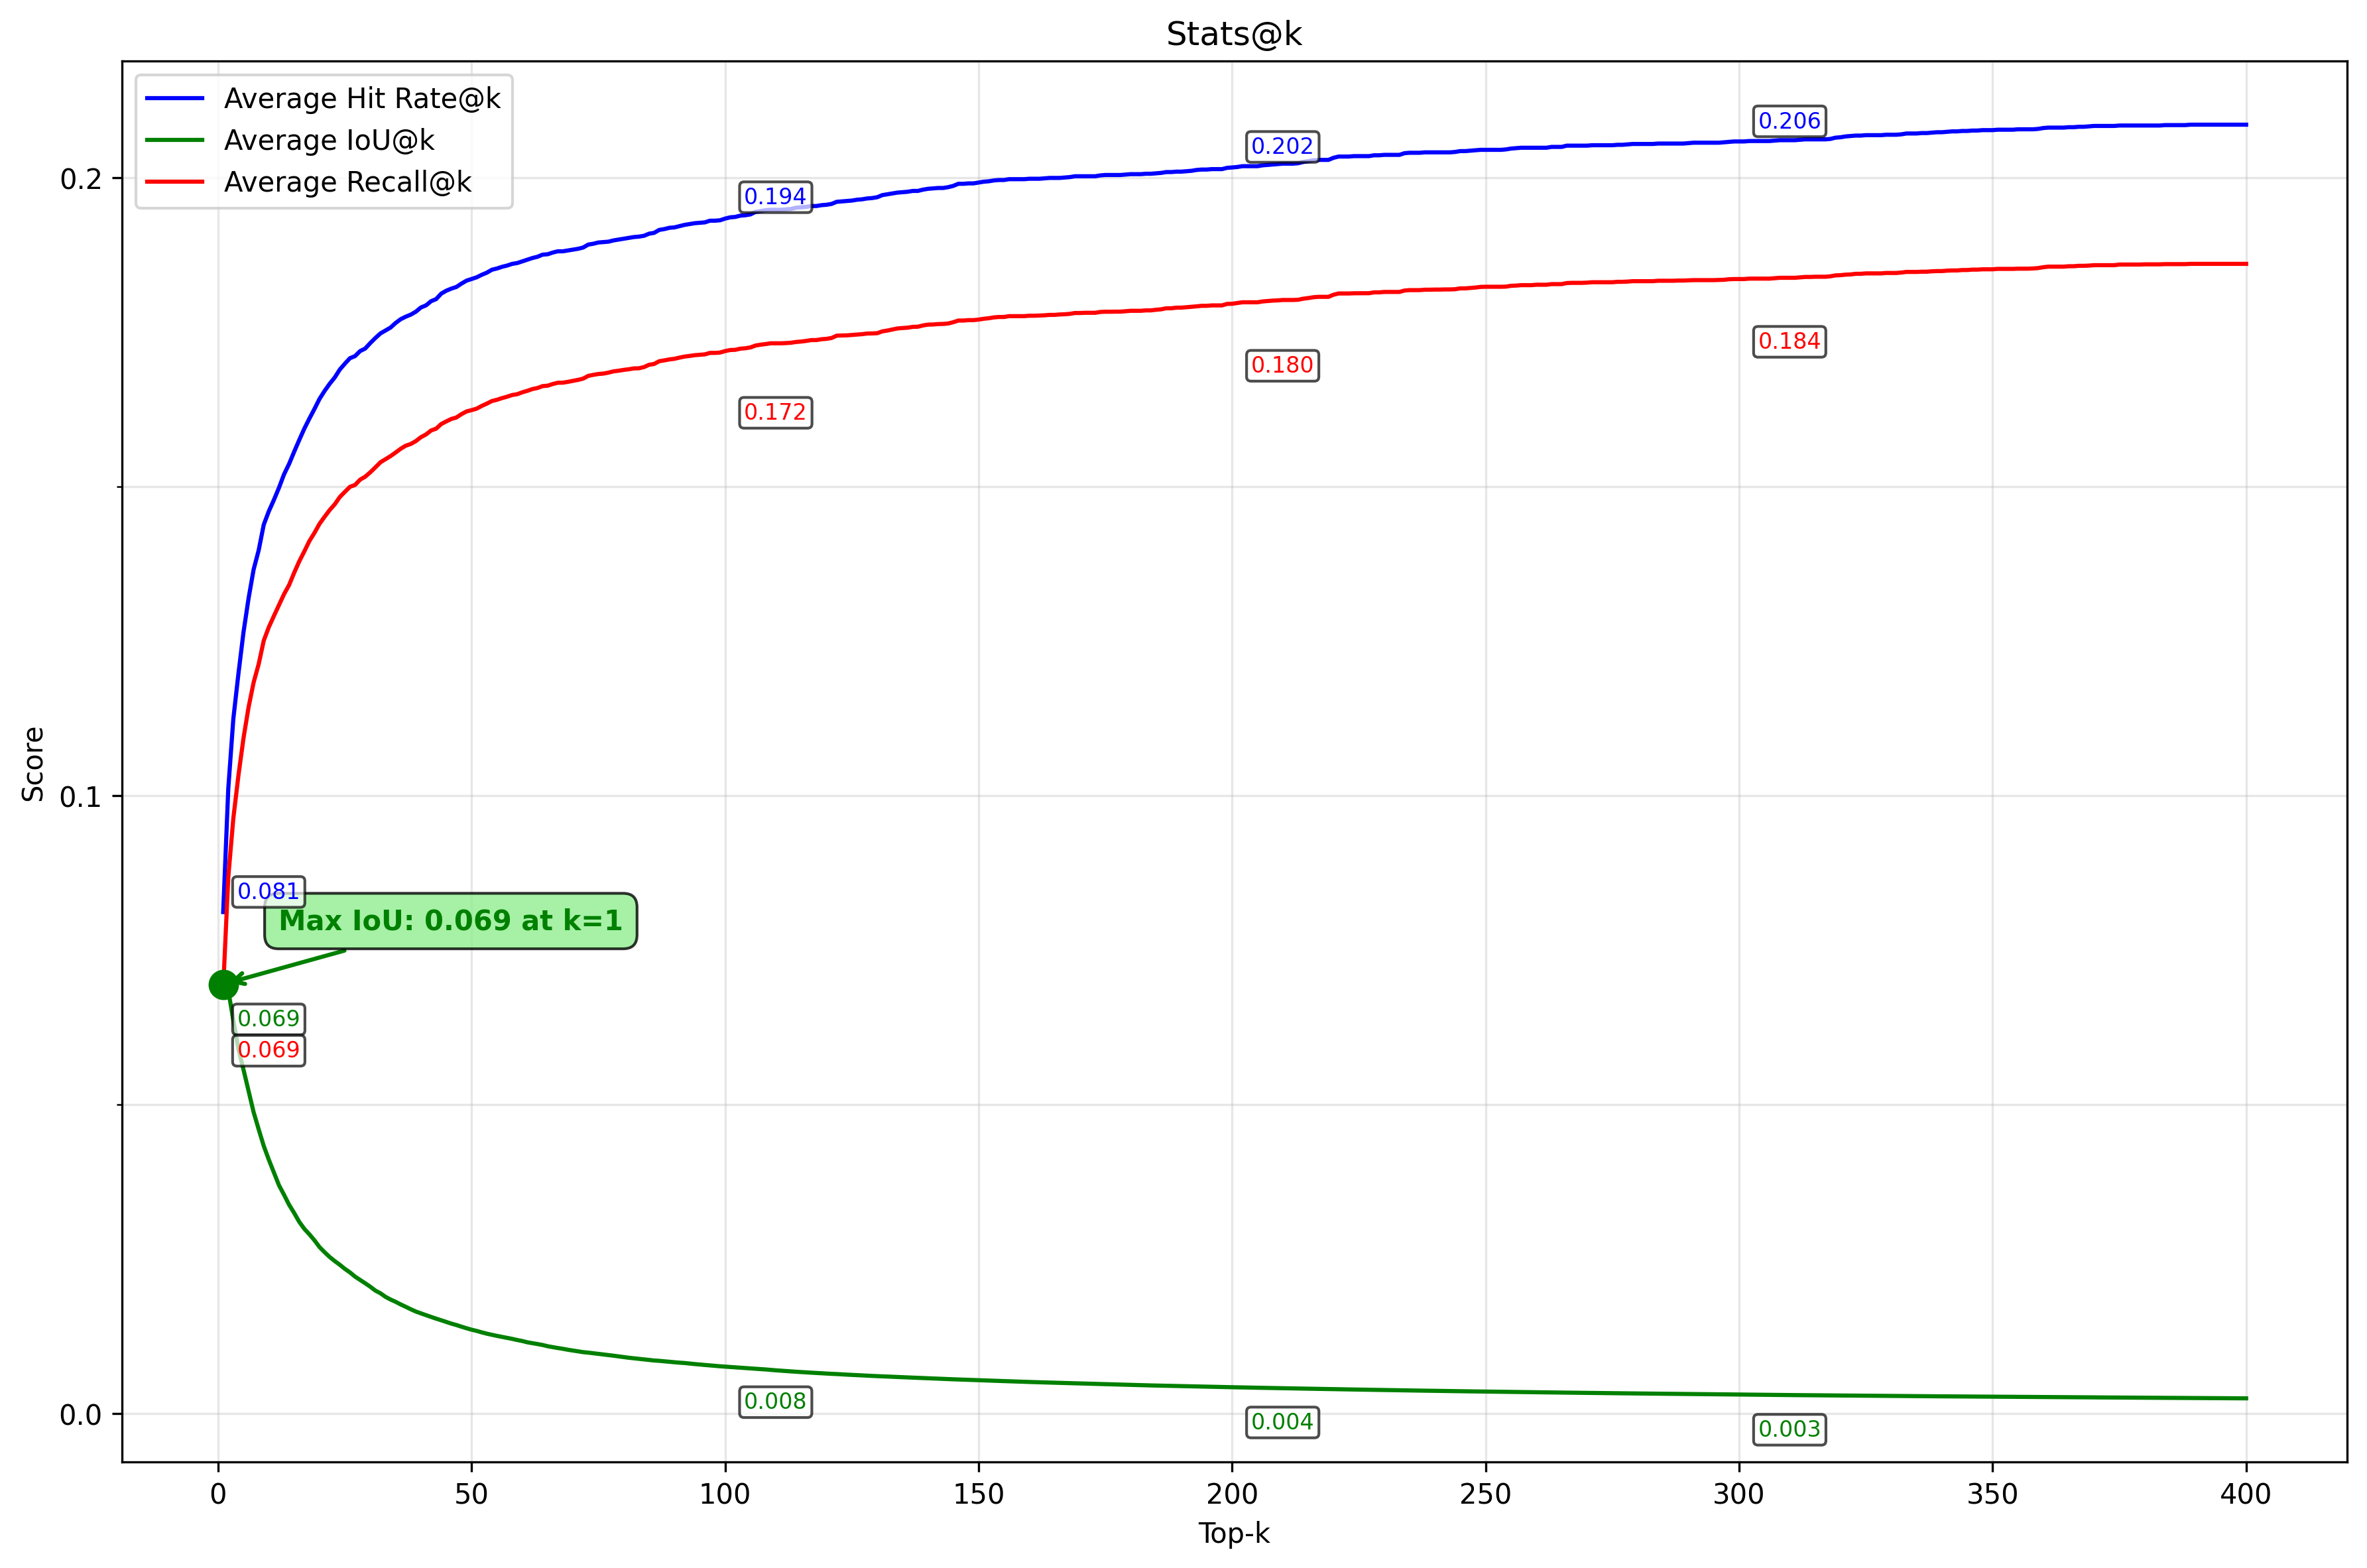 Stats@k
Average Hit Rate@k
Average IoU@k
Average Recall@k
0.206
0.202
0.2
0.194
0.184
0.180
0.172
Score
0.1
0.081
Max IoU: 0.069 at k=1
0.069
0.069
0.008
0.004
0.003
0.0
0 50 100 150 200 250 300 350 400
Top-k